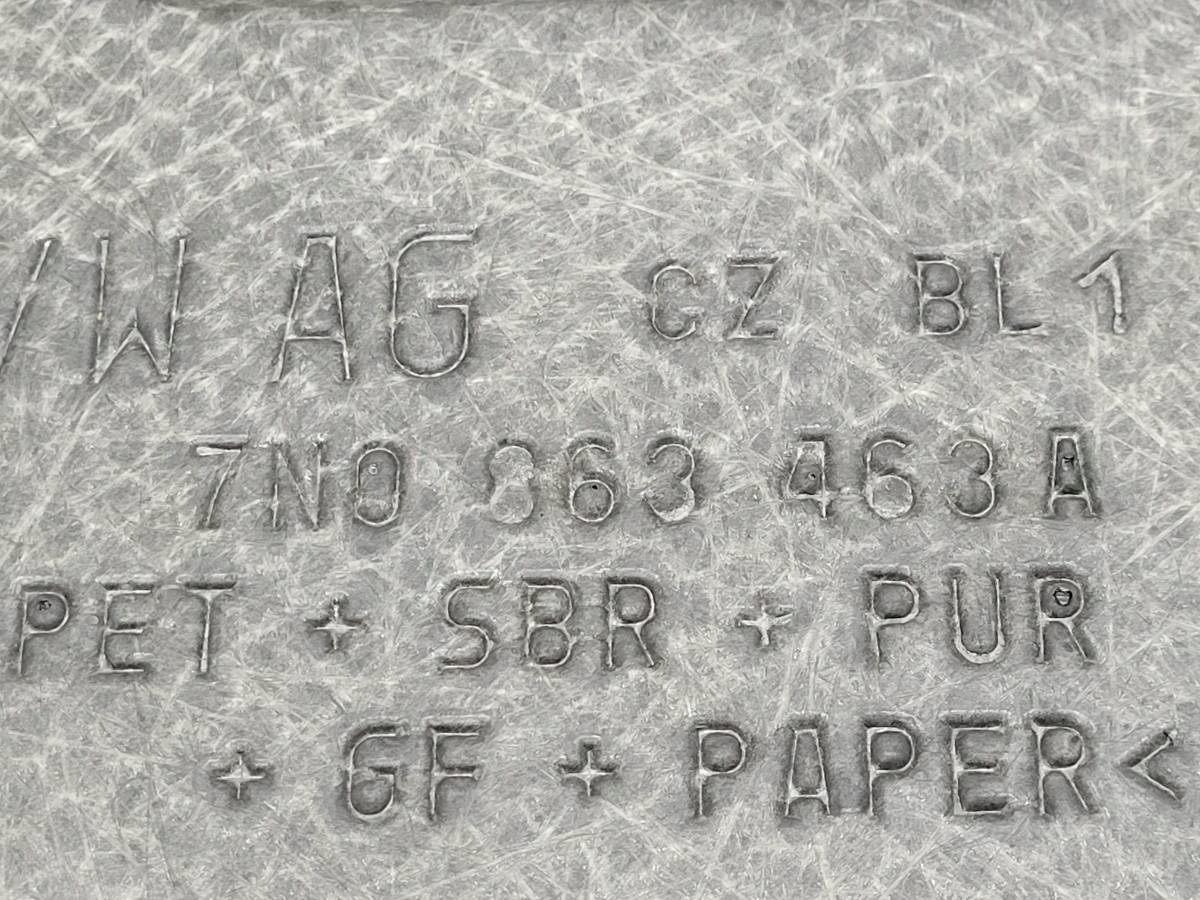 VW AG CZ BL 1
7N0 863 463 A
PET + SBR + PUR
+ GF + PAPER<